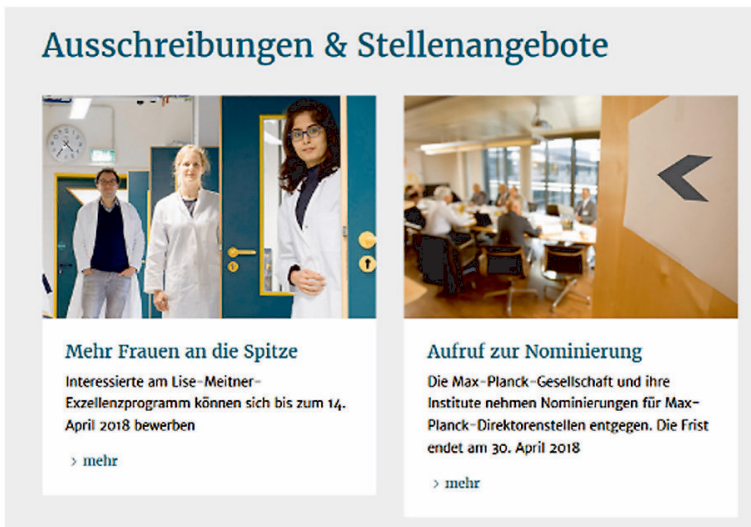 Ausschreibungen & Stellenangebote
Mehr Frauen an die Spitze
Interessierte am Lise-Meitner-
Exzellenzprogramm können sich bis zum 14.
April 2018 bewerben
> mehr
Aufruf zur Nominierung
Die Max-Planck-Gesellschaft und ihre
Institute nehmen Nominierungen für Max-
Planck-Direktorenstellen entgegen. Die Frist
endet am 30. April 2018
> mehr